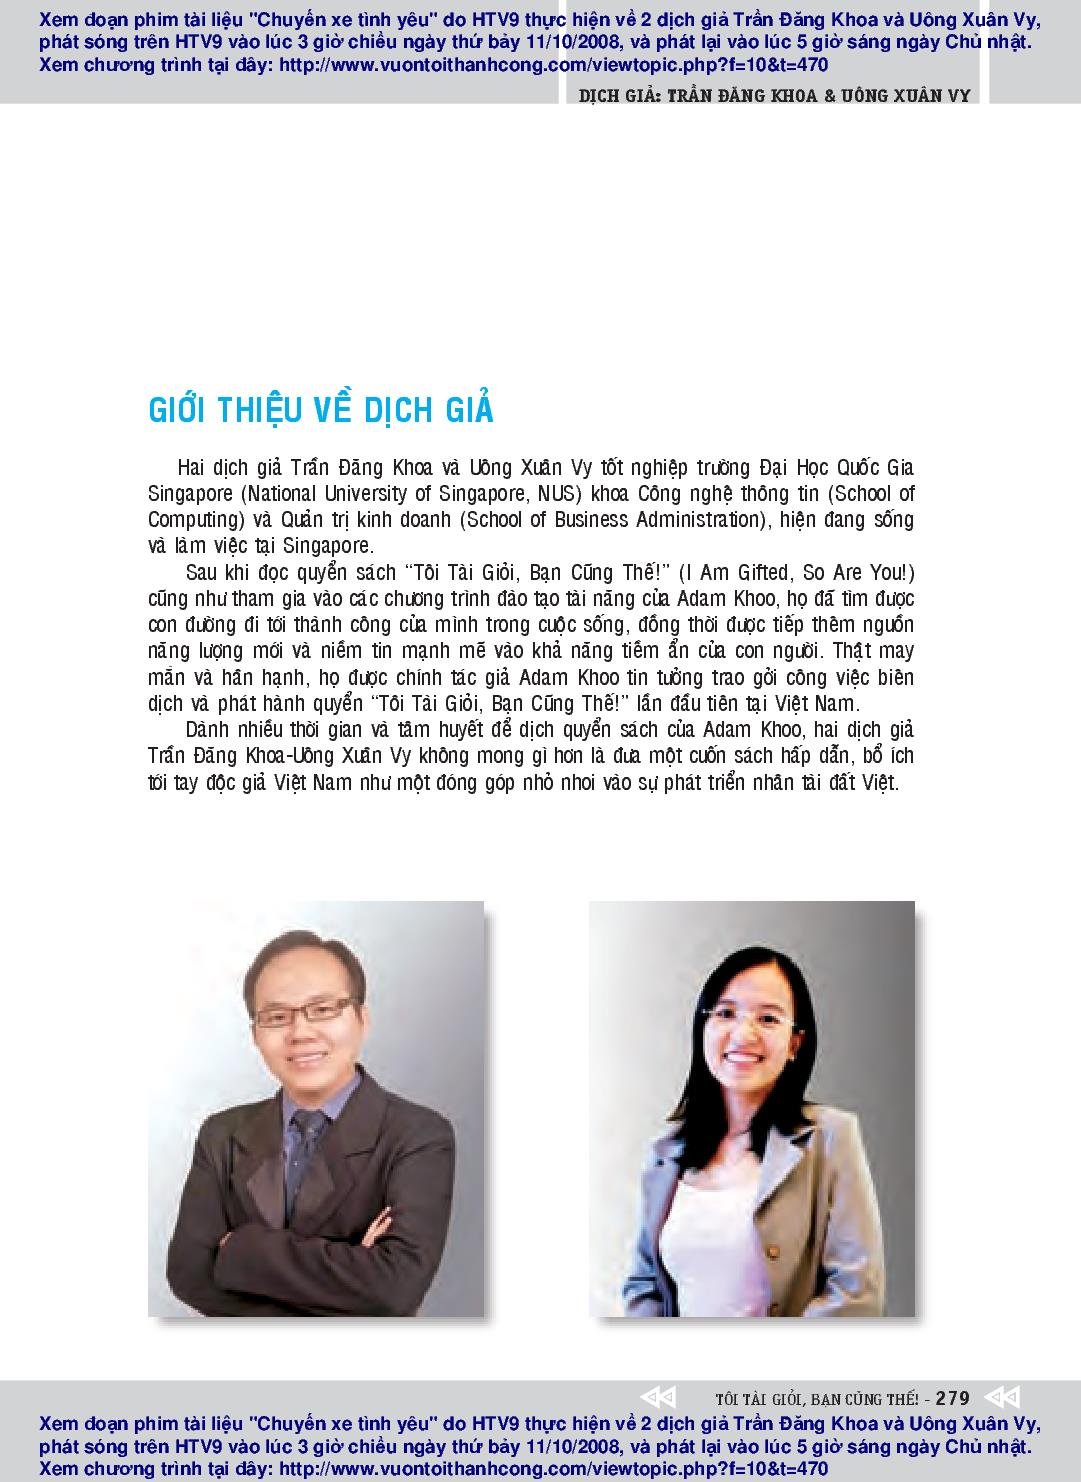 Xem đoạn phim tài liệu "Chuyến xe tình yêu" do HTV9 thực hiện về 2 dịch giả Trần Đăng Khoa và Uông Xuân Vy,
phát sóng trên HTV9 vào lúc 3 giờ chiều ngày thứ bảy 11/10/2008, và phát lại vào lúc 5 giờ sáng ngày Chủ nhật.
Xem chương trình tại đây: http://www.vuontoithanhcong.com/viewtopic.php?f=10&t=470
DỊCH GIẢ: TRẦN ĐĂNG KHOA & UÔNG XUÂN VY
GIỚI THIỆU VỀ DỊCH GIẢ
Hai dịch giả Trần Đăng Khoa và Uông Xuân Vy tốt nghiệp trường Đại Học Quốc Gia
Singapore (National University of Singapore, NUS) khoa Công nghệ thông tin (School of
Computing) và Quản trị kinh doanh (School of Business Administration), hiện đang sống
và làm việc tại Singapore.
Sau khi đọc quyển sách “Tôi Tài Giỏi, Bạn Cũng Thế!” (I Am Gifted, So Are You!)
cũng như tham gia vào các chương trình đào tạo tài năng của Adam Khoo, họ đã tìm được
con đường đi tới thành công của mình trong cuộc sống, đồng thời được tiếp thêm nguồn
năng lượng mới và niềm tin mạnh mẽ vào khả năng tiềm ẩn của con người. Thật may
mắn và hân hạnh, họ được chính tác giả Adam Khoo tin tưởng trao gởi công việc biên
dịch và phát hành quyển “Tôi Tài Giỏi, Bạn Cũng Thế!” lần đầu tiên tại Việt Nam.
Dành nhiều thời gian và tâm huyết để dịch quyển sách của Adam Khoo, hai dịch giả
Trần Đăng Khoa-Uông Xuân Vy không mong gì hơn là đưa một cuốn sách hấp dẫn, bổ ích
tới tay độc giả Việt Nam như một đóng góp nhỏ nhoi vào sự phát triển nhân tài đất Việt.
TÔI TÀI GIỎI, BẠN CŨNG THẾ! - 279
Xem đoạn phim tài liệu "Chuyến xe tình yêu" do HTV9 thực hiện về 2 dịch giả Trần Đăng Khoa và Uông Xuân Vy,
phát sóng trên HTV9 vào lúc 3 giờ chiều ngày thứ bảy 11/10/2008, và phát lại vào lúc 5 giờ sáng ngày Chủ nhật.
Xem chương trình tại đây: http://www.vuontoithanhcong.com/viewtopic.php?f=10&t=470